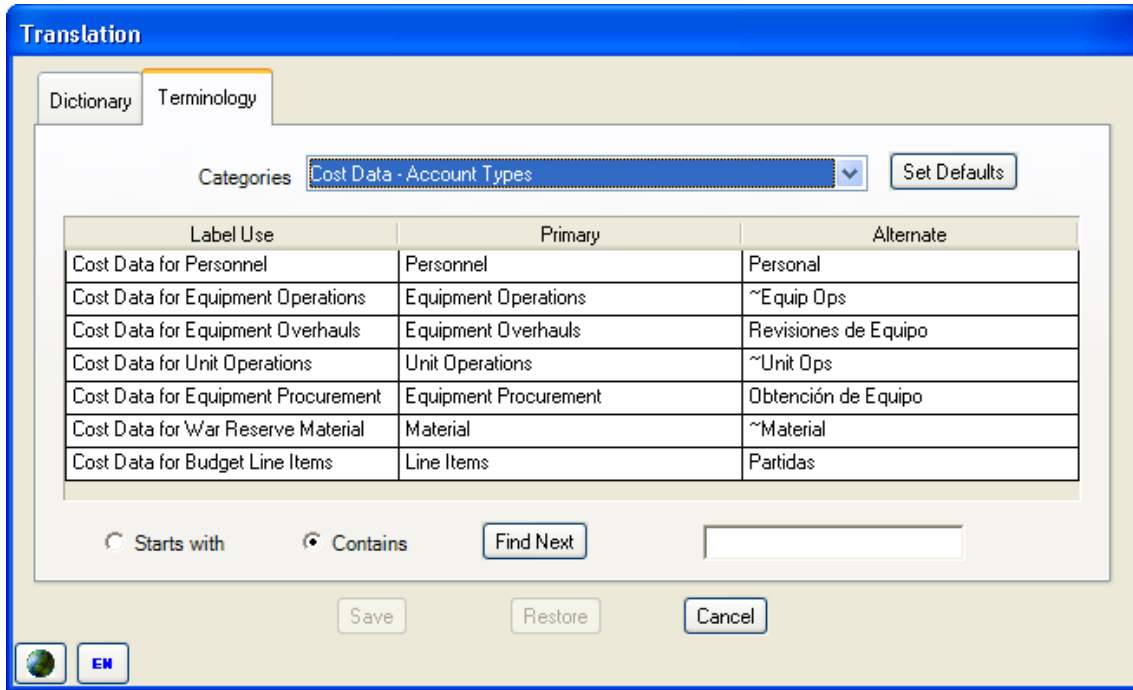 Translation
Dictionary Terminology
Categories Cost Data - Account Types Set Defaults
Label Use Primary Alternate
Cost Data for Personnel Personnel Personal
Cost Data for Equipment Operations Equipment Operations ~Equip Ops
Cost Data for Equipment Overhauls Equipment Overhauls Revisiones de Equipo
Cost Data for Unit Operations Unit Operations ~Unit Ops
Cost Data for Equipment Procurement Equipment Procurement Obtención de Equipo
Cost Data for War Reserve Material Material ~Material
Cost Data for Budget Line Items Line Items Partidas
Starts with Contains Find Next
Save Restore Cancel
EN